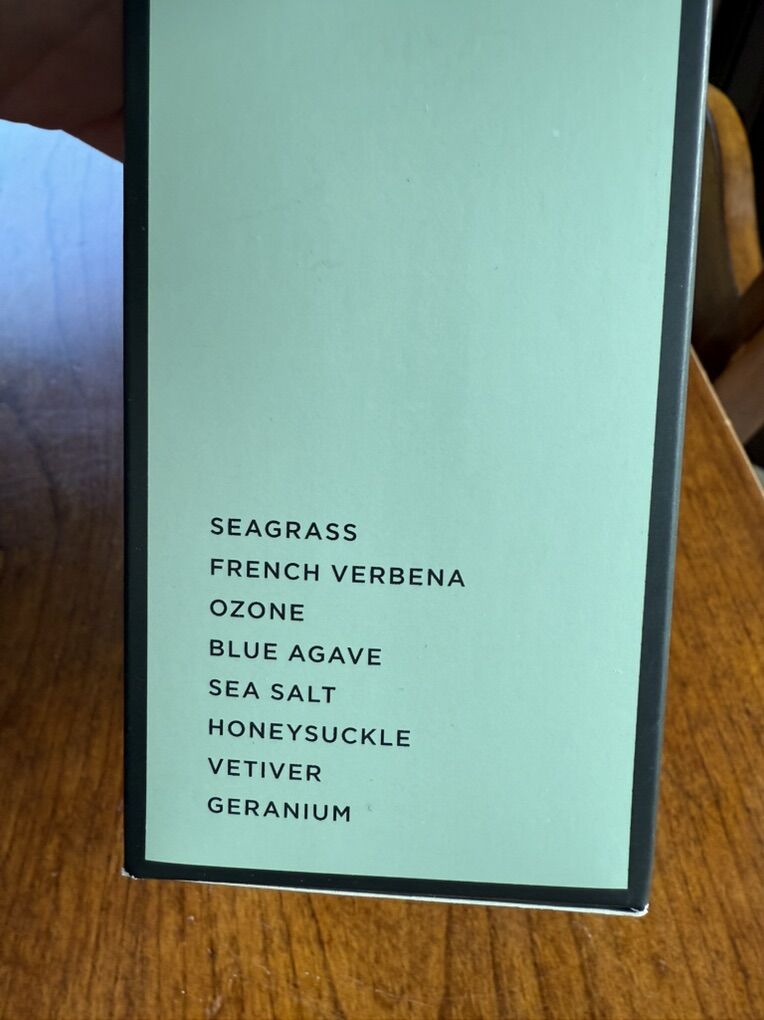 SEAGRASS
FRENCH VERBENA
OZONE
BLUE AGAVE
SEA SALT
HONEYSUCKLE
VETIVER
GERANIUM